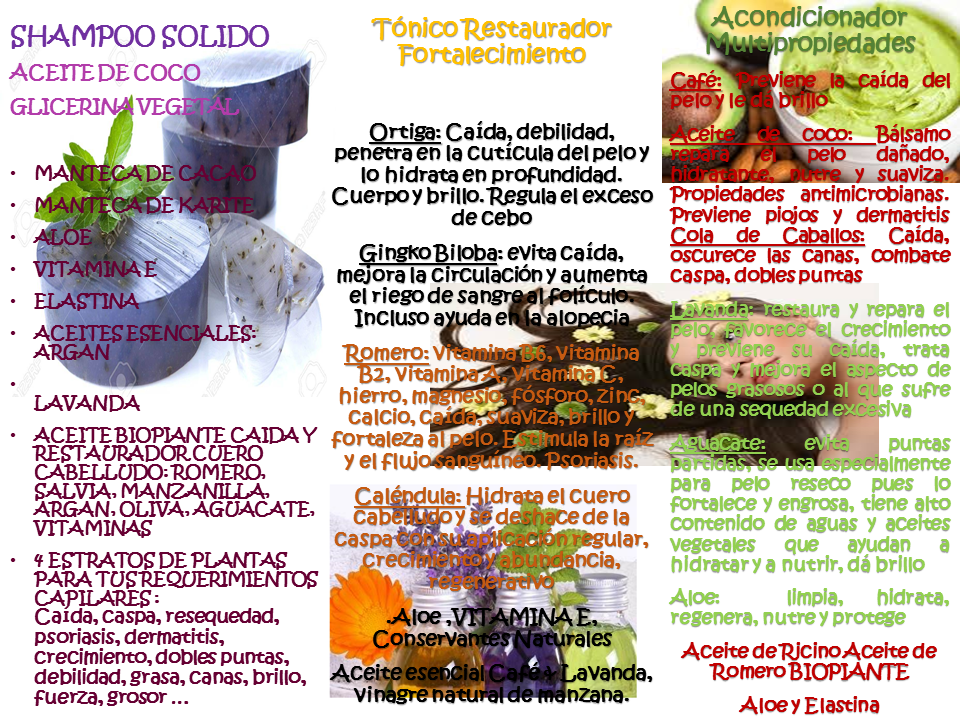 SHAMPOO SOLIDO
ACEITE DE COCO
GLICERINA VEGETAL
• MANTECA DE CACAO
• MANTECA DE KARITE
• ALOE
• VITAMINA E
• ELASTINA
• ACEITES ESENCIALES:
ARGAN
•
LAVANDA
• ACEITE BIOPIANTE CAIDA Y
RESTAURADOR CUERO
CABELLUDO: ROMERO,
SALVIA, MANZANILLA,
ARGAN, OLIVA, AGUACATE,
VITAMINAS
• 4 ESTRATOS DE PLANTAS
PARA TUS REQUERIMIENTOS
CAPILARES :
Caída, caspa, resequedad,
psoriasis, dermatitis,
crecimiento, dobles puntas,
debilidad, grasa, canas, brillo,
fuerza, grosor ...
Tónico Restaurador
Fortalecimiento
Ortiga: Caída, debilidad,
penetra en la cutícula del pelo y
lo hidrata en profundidad.
Cuerpo y brillo. Regula el exceso
de cebo
Gingko Biloba: evita caída,
mejora la circulación y aumenta
el riego de sangre al folículo.
Incluso ayuda en la alopecia
Romero: Vitamina B6, Vitamina
B2, Vitamina A, Vitamina C,
hierro, magnesio, fósforo, zinc,
calcio, caída, suaviza, brillo y
fortaleza al pelo. Estimula la raíz
y el flujo sanguíneo. Psoriasis.
Caléndula: Hidrata el cuero
cabelludo y se deshace de la
caspa con su aplicación regular,
crecimiento y abundancia,
regenerativo
.Aloe ,VITAMINA E,
Conservantes Naturales
Aceite esencial Café y Lavanda,
vinagre natural de manzana.
Acondicionador
Multipropiedades
Café: Previene la caída del
pelo y le dá brillo
Aceite de coco: Bálsamo
repara el pelo dañado,
hidratante, nutre y suaviza.
Propiedades antimicrobianas.
Previene piojos y dermatitis
Cola de Caballos: Caída,
oscurece las canas, combate
caspa, dobles puntas
Lavanda: restaura y repara el
pelo, favorece el crecimiento
y previene su caída, trata
caspa y mejora el aspecto de
pelos grasosos o al que sufre
de una sequedad excesiva
Aguacate: evita puntas
partidas, se usa especialmente
para pelo reseco pues lo
fortalece y engrosa, tiene alto
contenido de aguas y aceites
vegetales que ayudan a
hidratar y a nutrir, dá brillo
Aloe: limpia, hidrata,
regenera, nutre y protege
Aceite de Ricino Aceite de
Romero BIOPIANTE
Aloe y Elastina